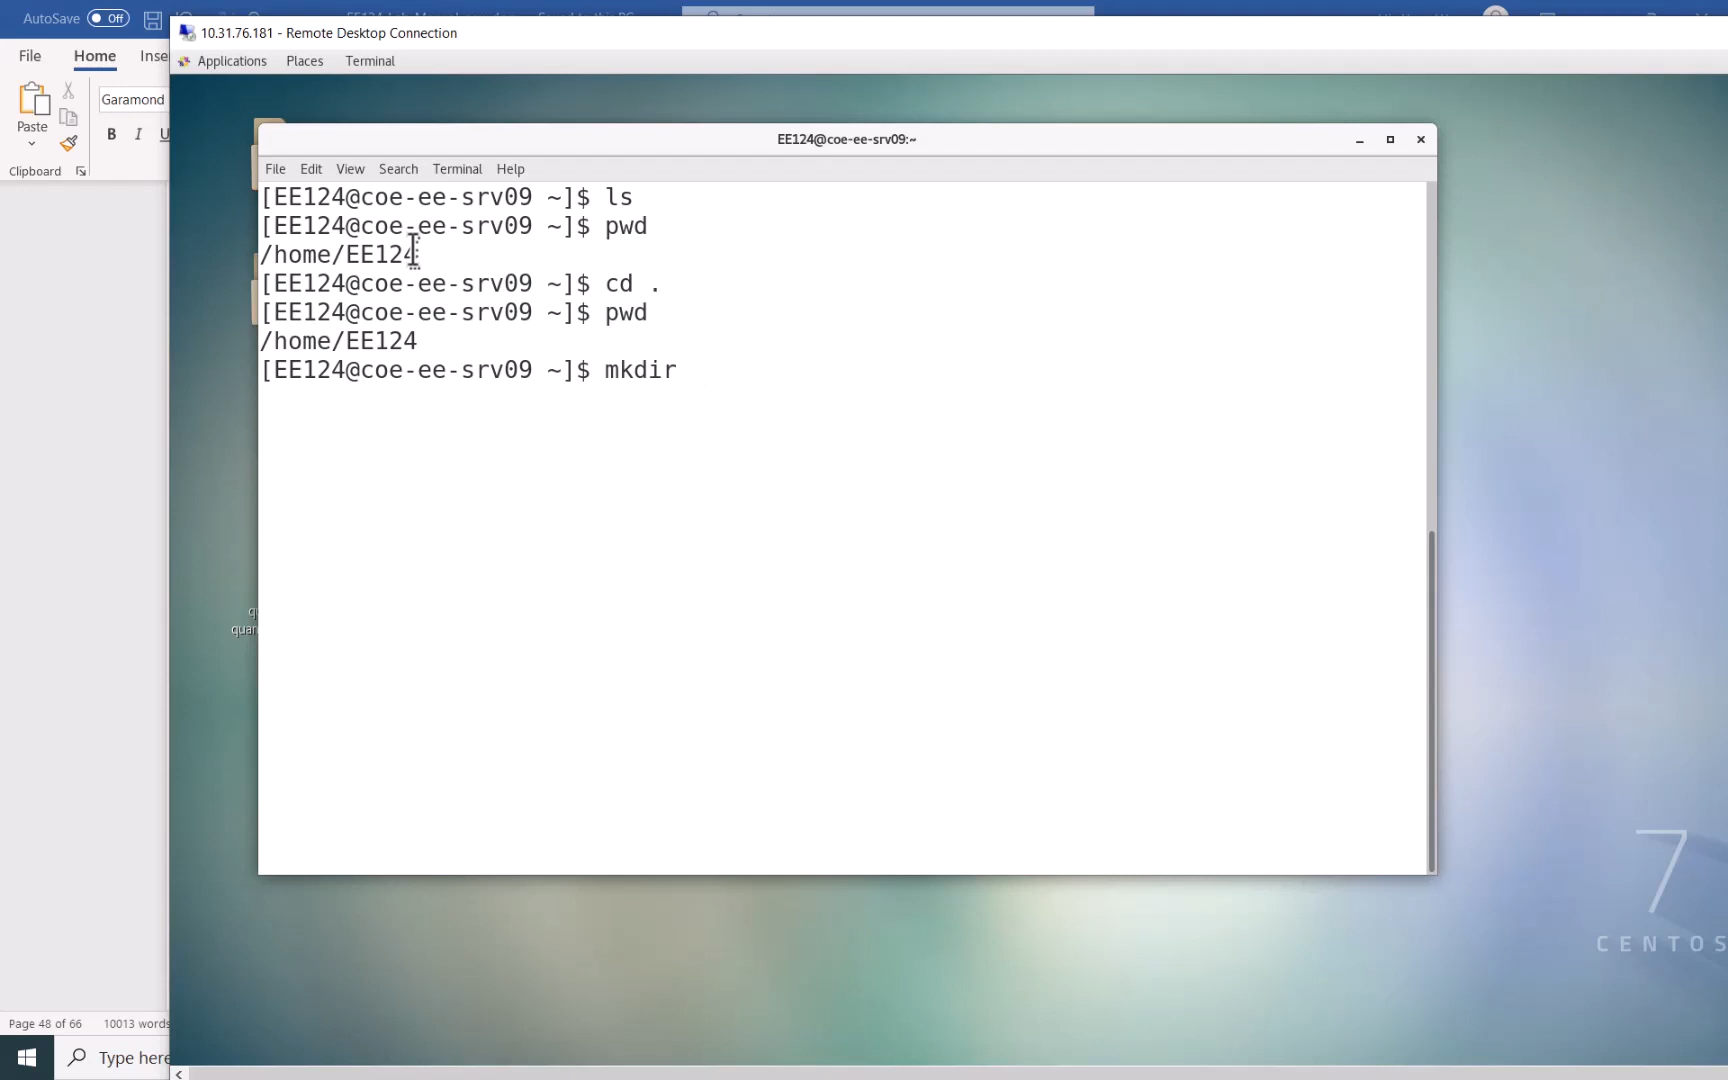 AutoSave Off
10.31.76.181 - Remote Desktop Connection
File Home Inse
Applications Places Terminal
Garamond
Paste
B I U
Clipboard
EE124@coe-ee-srv09:~
File Edit View Search Terminal Help
[EE124@coe-ee-srv09 ~]$ ls
[EE124@coe-ee-srv09 ~]$ pwd
/home/EE124
[EE124@coe-ee-srv09 ~]$ cd .
[EE124@coe-ee-srv09 ~]$ pwd
/home/EE124
[EE124@coe-ee-srv09 ~]$ mkdir
q
quan
7
CENTOS
Page 48 of 66 10013 words
Type here